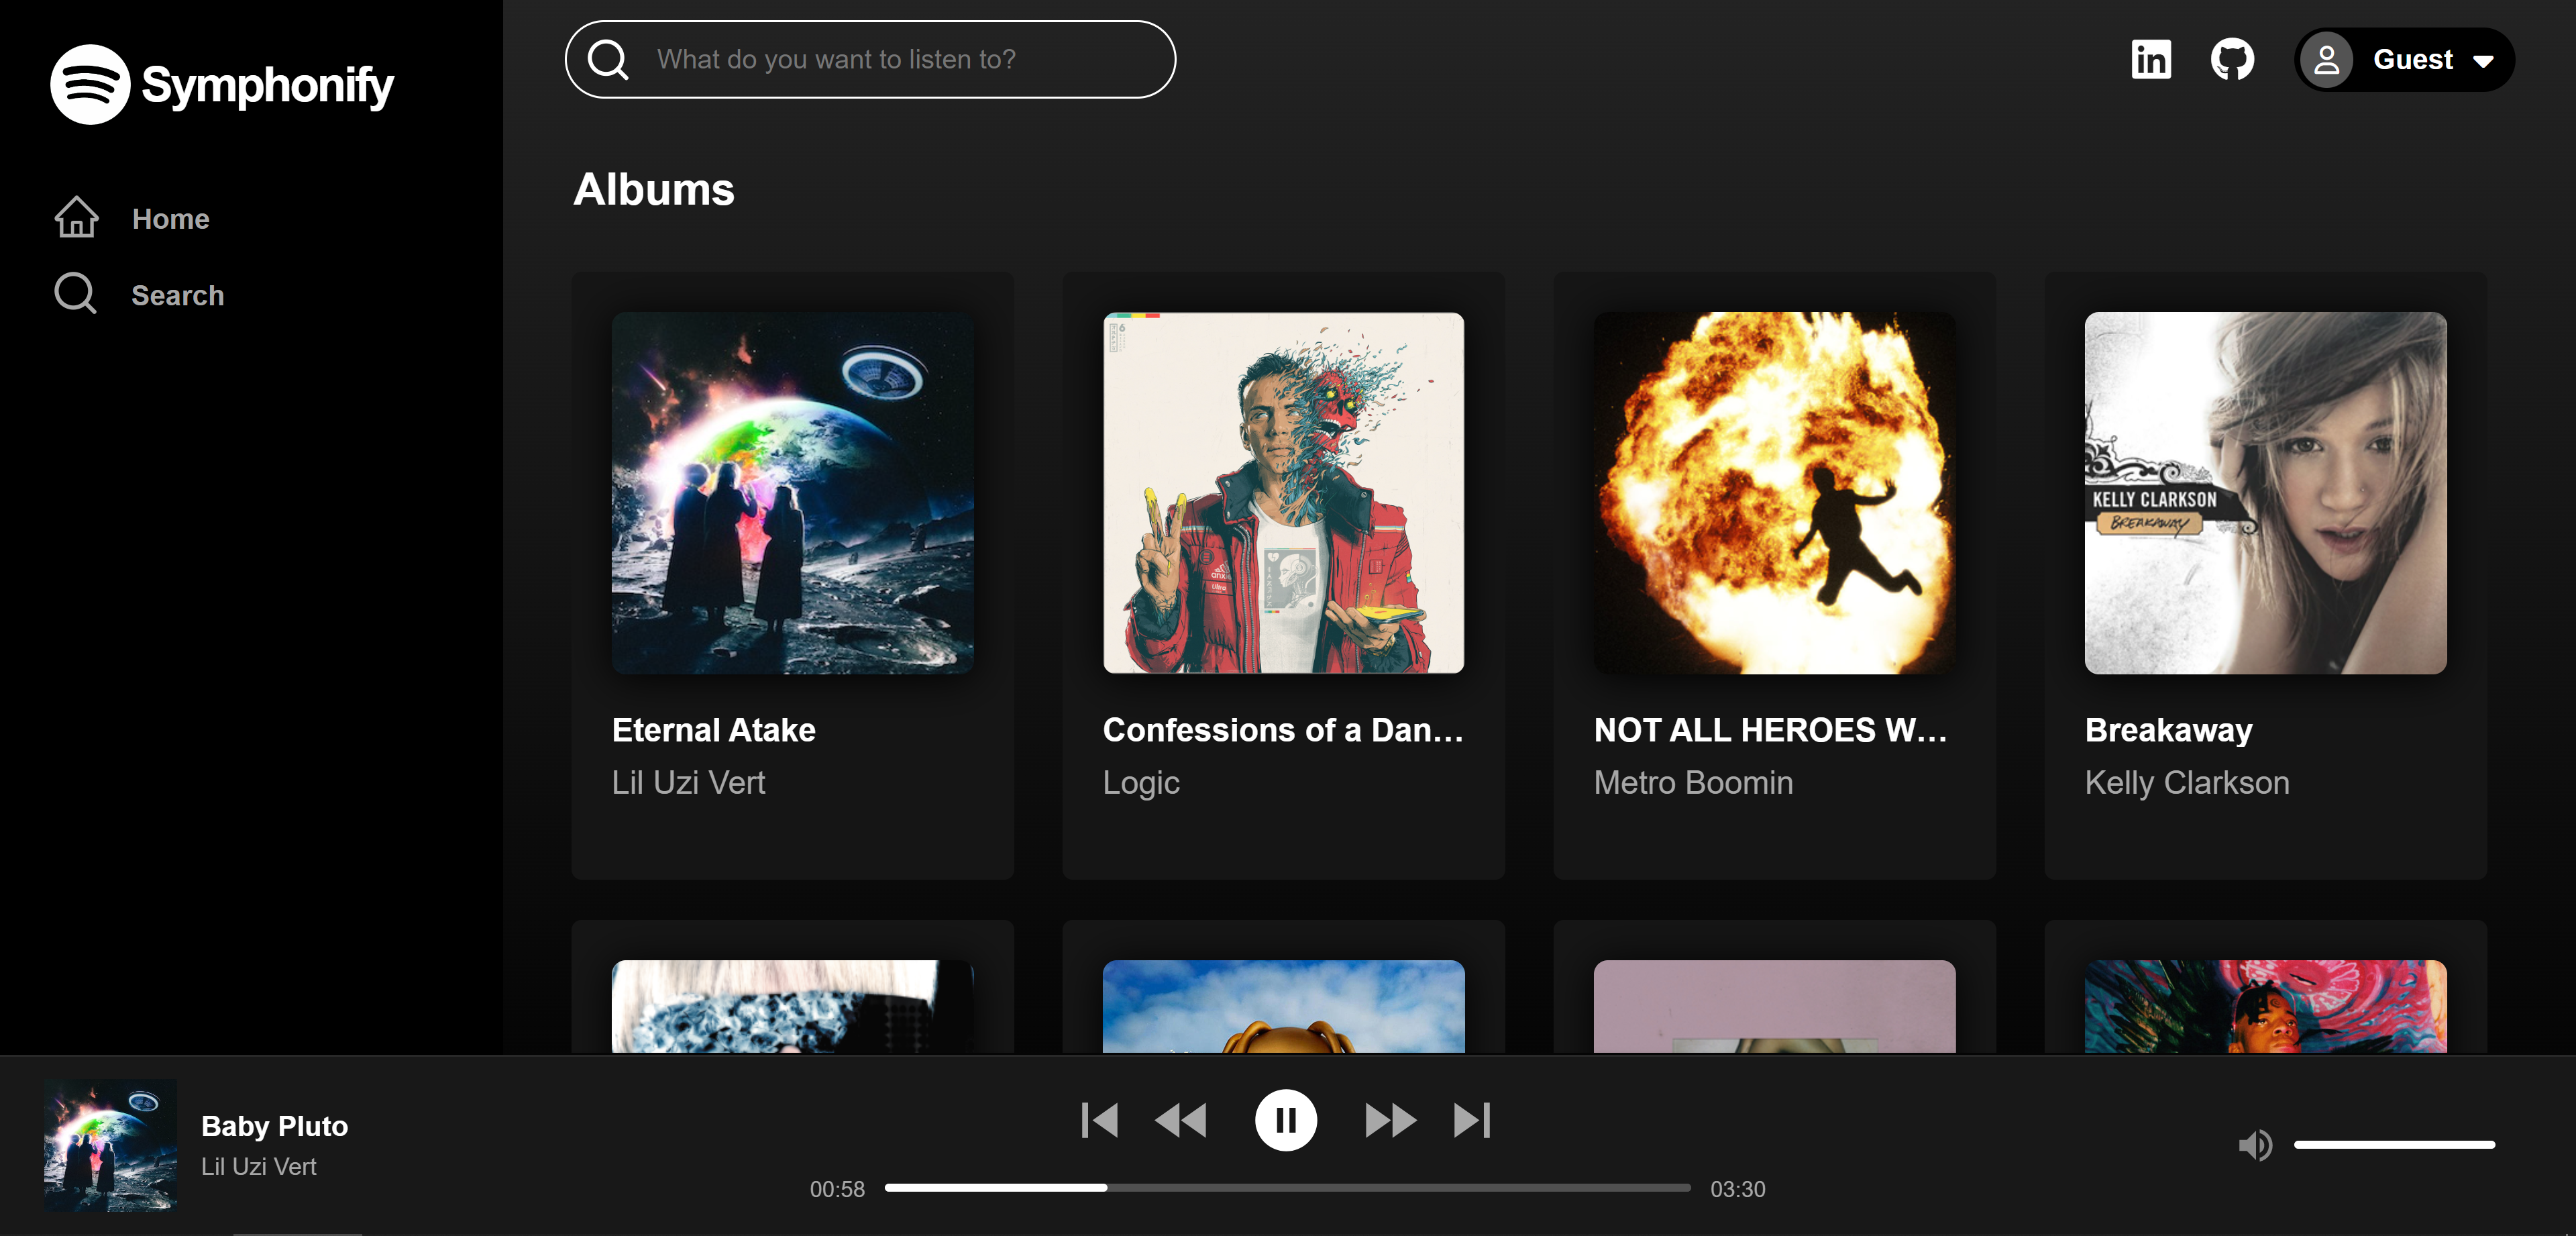 Symphonify
Home
Search
What do you want to listen to?
in
Guest
Albums
KELLY CLARKSON
BREAKAWAY
Eternal Atake
Lil Uzi Vert
Confessions of a Dan...
Logic
NOT ALL HEROES W...
Metro Boomin
Breakaway
Kelly Clarkson
Baby Pluto
Lil Uzi Vert
00:58
03:30